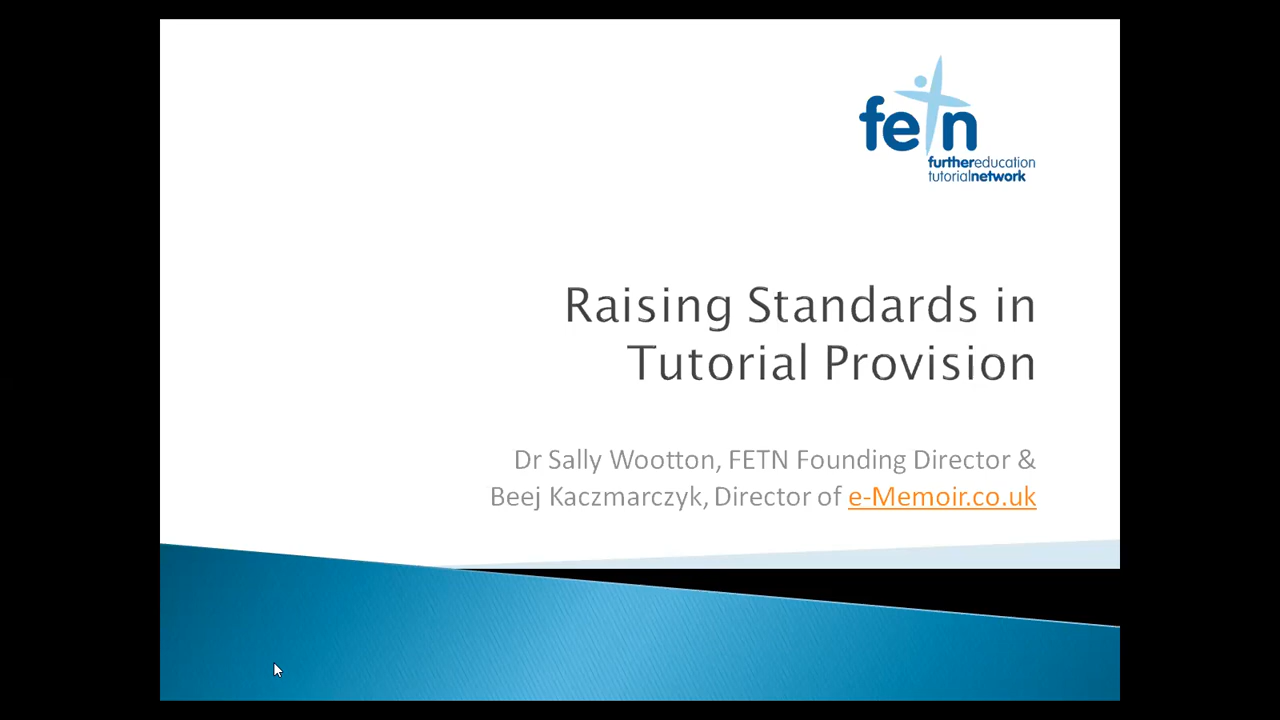 fetn
furthereducation
tutorialnetwork
Raising Standards in
Tutorial Provision
Dr Sally Wootton, FETN Founding Director &
Beej Kaczmarczyk, Director of e-Memoir.co.uk